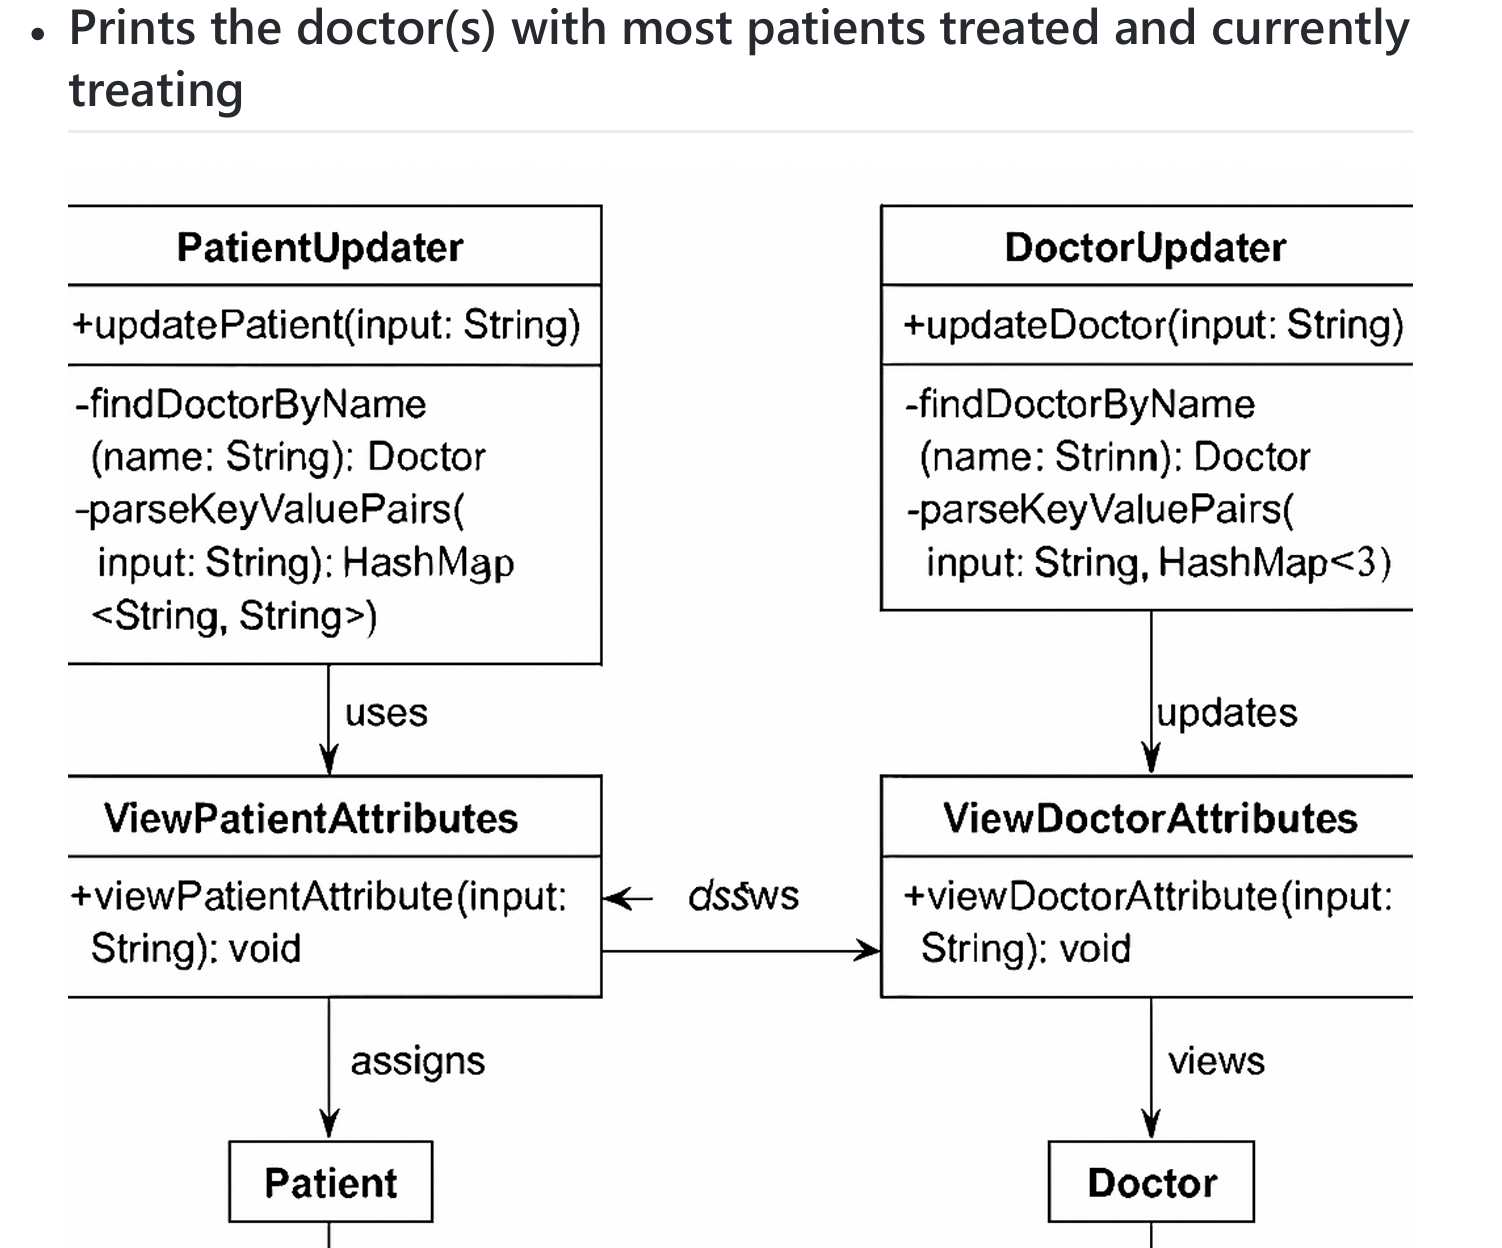 Prints the doctor(s) with most patients treated and currently
treating
PatientUpdater
+updatePatient(input: String)
-findDoctorByName
(name: String): Doctor
-parseKeyValuePairs(
input: String): HashMap
<String, String>)
uses
DoctorUpdater
+updateDoctor(input: String)
-findDoctorByName
(name: Strinn): Doctor
-parseKeyValuePairs(
input: String, HashMap<3)
updates
ViewPatientAttributes
+viewPatientAttribute(input:
String): void
ViewDoctorAttributes
+viewDoctorAttribute(input:
String): void
assigns
views
Patient
Doctor